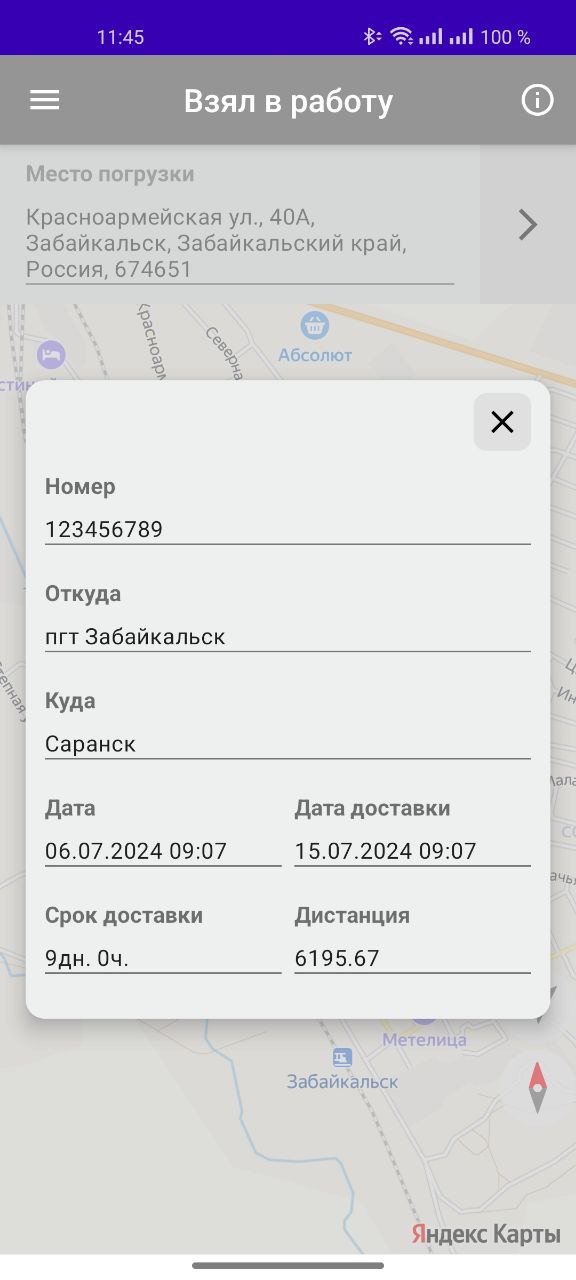 11:45
100 %
Взял в работу
Место погрузки
Красноармейская ул., 40А,
Забайкальск, Забайкальский край,
Россия, 674651
Красноарм
Северна
Абсолют
Номер
123456789
Откуда
пгт Забайкальск
Куда
Саранск
Дата
Дата доставки
06.07.2024 09:07
15.07.2024 09:07
Срок доставки
Дистанция
9дн. 0ч.
6195.67
Метелица
Забайкальск
Яндекс Карты